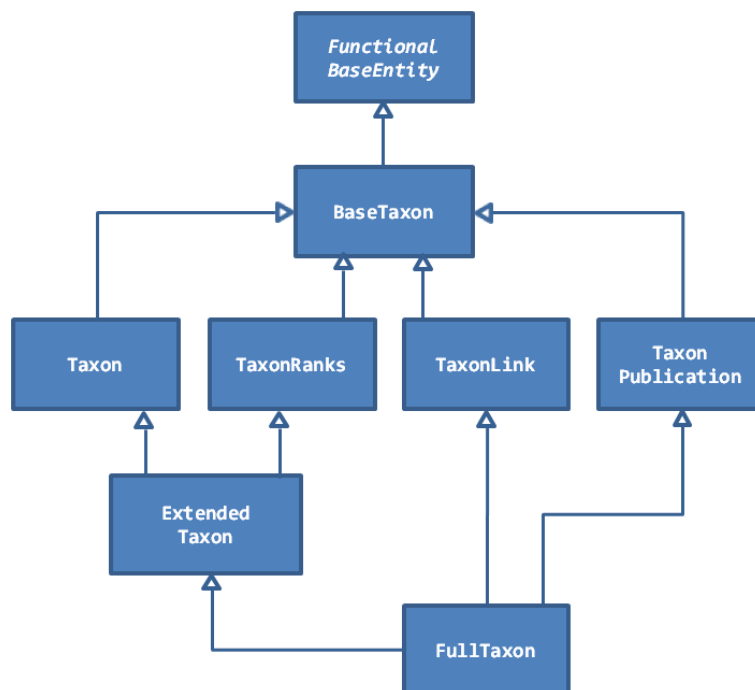 Functional
BaseEntity
BaseTaxon
Taxon
TaxonRanks
TaxonLink
Taxon
Publication
Extended
Taxon
FullTaxon